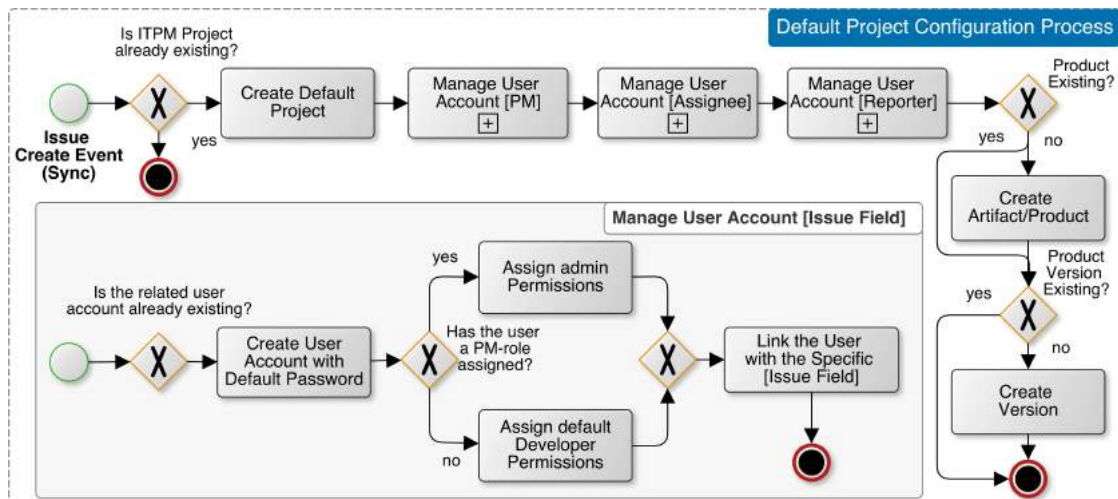 Default Project Configuration Process
Is ITPM Project
already existing?
Issue
Create Event
(Sync)
yes
Create Default
Project
Manage User
Account [PM]
Manage User
Account [Assignee]
Manage User
Account [Reporter]
Product
Existing?
yes
no
Create
Artifact/Product
Product
Version
Existing?
yes
no
Create
Version
Manage User Account [Issue Field]
Is the related user
account already existing?
Create User
Account with
Default Password
yes
Has the user
a PM-role
assigned?
no
Assign admin
Permissions
Assign default
Developer
Permissions
Link the User
with the Specific
[Issue Field]